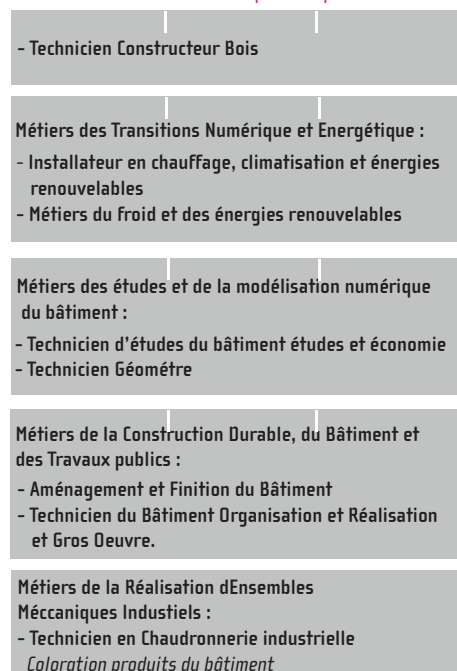 - Technicien Constructeur Bois
Métiers des Transitions Numérique et Energétique :
- Installateur en chauffage, climatisation et énergies
renouvelables
- Métiers du froid et des énergies renouvelables
Métiers des études et de la modélisation numérique
du bâtiment :
- Technicien d'études du bâtiment études et économie
- Technicien Géométre
Métiers de la Construction Durable, du Bâtiment et
des Travaux publics :
- Aménagement et Finition du Bâtiment
- Technicien du Bâtiment Organisation et Réalisation
et Gros Oeuvre.
Métiers de la Réalisation dEnsembles
Méccaniques Industiels :
- Technicien en Chaudronnerie industrielle
Coloration produits du bâtiment